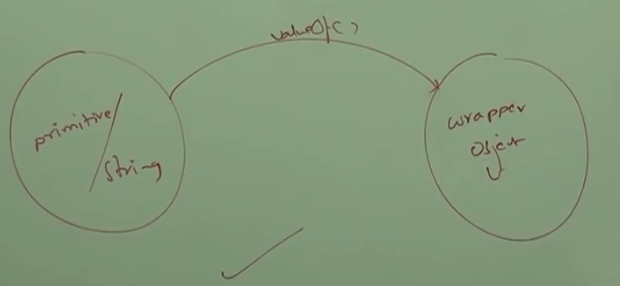 valueOf( )
primitive/
String
wrapper
object